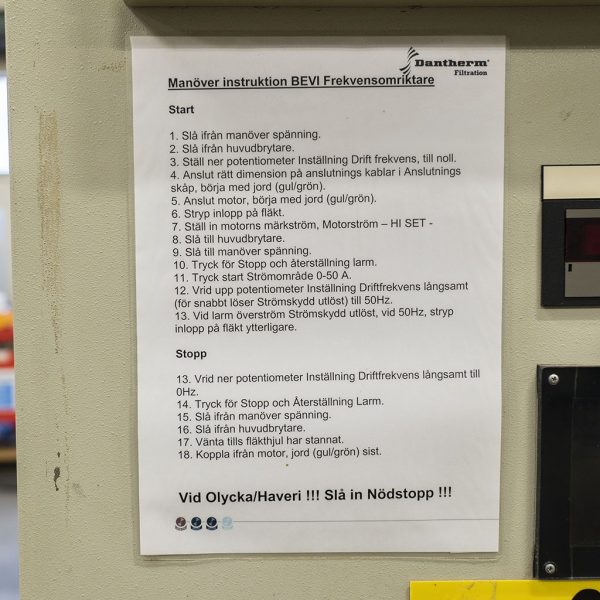 Dantherm®
Filtration
Manöver instruktion BEVI Frekvensomriktare
Start
1. Slå ifrån manöver spänning.
2. Slå ifrån huvudbrytare.
3. Ställ ner potentiometer Inställning Drift frekvens, till noll.
4. Anslut rätt dimension på anslutnings kablar i Anslutnings
skåp, börja med jord (gul/grön).
5. Anslut motor, börja med jord (gul/grön).
6. Stryp inlopp på fläkt.
7. Ställ in motorns märkström, Motorström – HI SET -
8. Slå till huvudbrytare.
9. Slå till manöver spänning.
10. Tryck för Stopp och återställning larm.
11. Tryck start Strömområde 0-50 A.
12. Vrid upp potentiometer Inställning Driftfrekvens långsamt
(för snabbt löser Strömskydd utlöst) till 50Hz.
13. Vid larm överström Strömskydd utlöst, vid 50Hz, stryp
inlopp på fläkt ytterligare.
Stopp
13. Vrid ner potentiometer Inställning Driftfrekvens långsamt till
0Hz.
14. Tryck för Stopp och Återställning Larm.
15. Slå ifrån manöver spänning.
16. Slå ifrån huvudbrytare.
17. Vänta tills fläkthjul har stannat.
18. Koppla ifrån motor, jord (gul/grön) sist.
Vid Olycka/Haveri !!! Slå in Nödstopp !!!